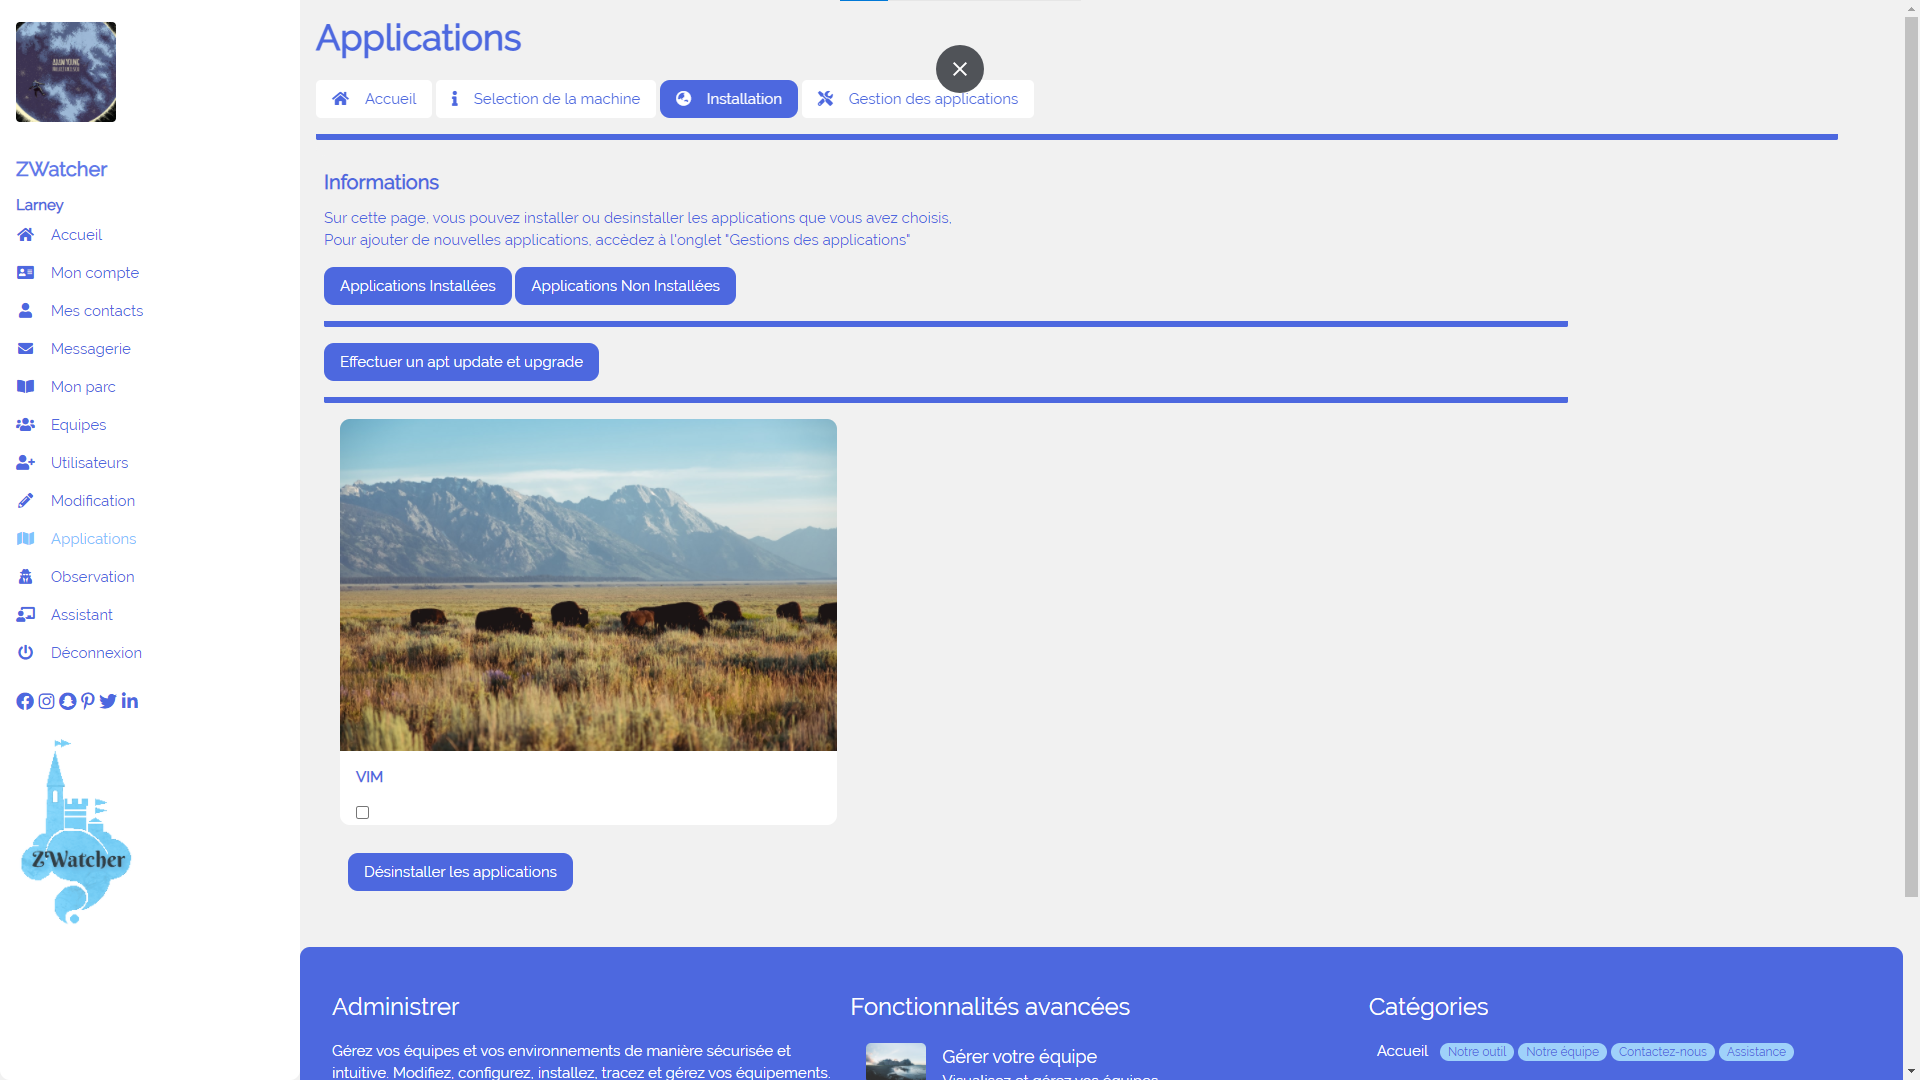 Applications
Accueil
Selection de la machine
Installation
Gestion des applications
ZWatcher
Larney
Accueil
Mon compte
Mes contacts
Messagerie
Mon parc
Equipes
Utilisateurs
Modification
Applications
Observation
Assistant
Déconnexion
ZWatcher
Informations
Sur cette page, vous pouvez installer ou desinstaller les applications que vous avez choisis,
Pour ajouter de nouvelles applications, accèdez à l'onglet "Gestions des applications"
Applications Installées
Applications Non Installées
Effectuer un apt update et upgrade
VIM
Désinstaller les applications
Administrer
Gérez vos équipes et vos environnements de manière sécurisée et
intuitive. Modifiez, configurez, installez, tracez et gérez vos équipements.
Fonctionnalités avancées
Gérer votre équipe
Visualisez et gérez vos équipes
Catégories
Accueil
Notre outil
Notre équipe
Contactez-nous
Assistance